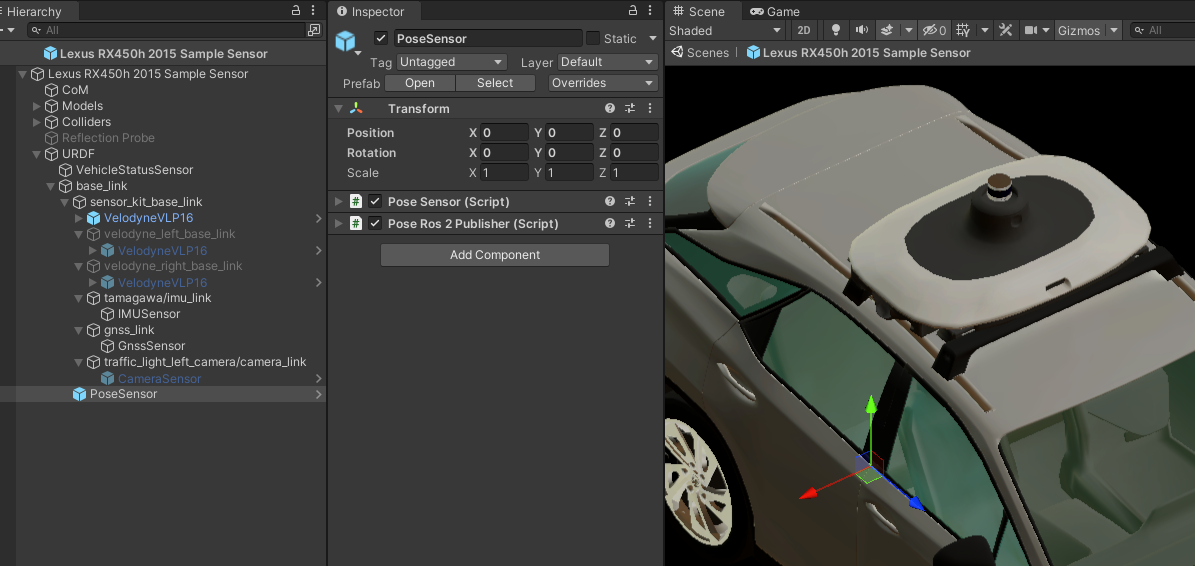 Hierarchy
All
Lexus RX450h 2015 Sample Sensor
Lexus RX450h 2015 Sample Sensor
CoM
Models
Colliders
Reflection Probe
URDF
VehicleStatusSensor
base_link
sensor_kit_base_link
VelodyneVLP16
velodyne_left_base_link
VelodyneVLP16
velodyne_right_base_link
VelodyneVLP16
tamagawa/imu_link
IMUSensor
gnss_link
GnssSensor
traffic_light_left_camera/camera_link
CameraSensor
PoseSensor
Inspector
PoseSensor Static
Tag Untagged Layer Default
Prefab Open Select Overrides
Transform
Position X 0 Y 0 Z 0
Rotation X 0 Y 0 Z 0
Scale X 1 Y 1 Z 1
# Pose Sensor (Script)
# Pose Ros 2 Publisher (Script)
Add Component
Scene Game
Shaded 2D 0 Gizmos All
Scenes Lexus RX450h 2015 Sample Sensor